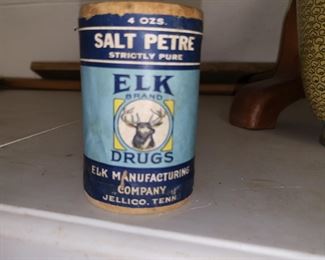 4 OZS.
SALT PETRE
STRICTLY PURE
ELK
BRAND
DRUGS
ELK MANUFACTURING
COMPANY
JELLICO, TENN